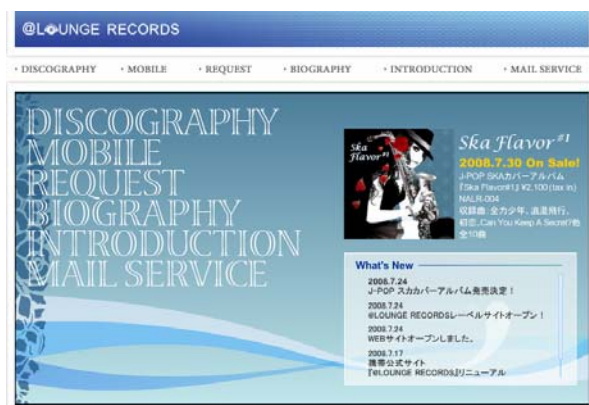 @LOUNGE RECORDS
・DISCOGRAPHY ・MOBILE ・REQUEST ・BIOGRAPHY ・INTRODUCTION ・MAIL SERVICE
DISCOGRAPHY
MOBILE
REQUEST
BIOGRAPHY
INTRODUCTION
MAIL SERVICE
Ska
Flavor#1
Ska Flavor#1
2008.7.30 On Sale!
J-POP SKAカバーアルバム
『Ska Flavor#1』 ¥2,100 (tax in)
NALR-004
収録曲:全力少年、浪漫飛行、
初恋、Can You Keep A Secret?他
全10曲
What's New
2008.7.24
J-POP スカカバーアルバム発売決定！
2008.7.24
@LOUNGE RECORDSレーベルサイトオープン！
2008.7.24
WEBサイトオープンしました。
2008.7.17
携帯公式サイト
『@LOUNGE RECORDS』リニューアル